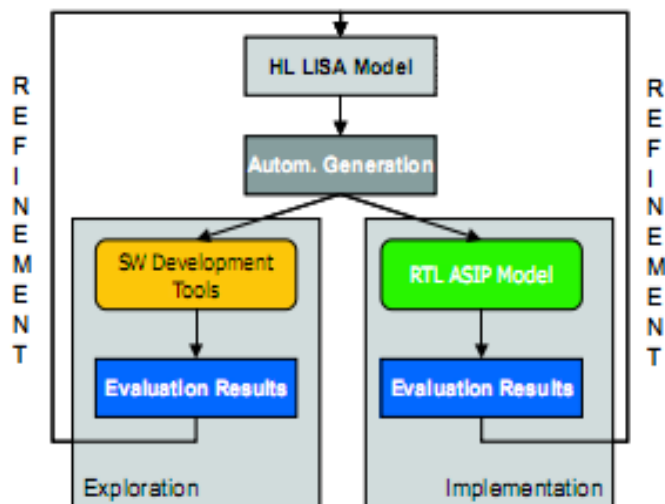 HL LISA Model
REFINEMENT
REFINEMENT
Autom. Generation
SW Development
Tools
RTL ASIP Model
Evaluation Results
Evaluation Results
Exploration
Implementation